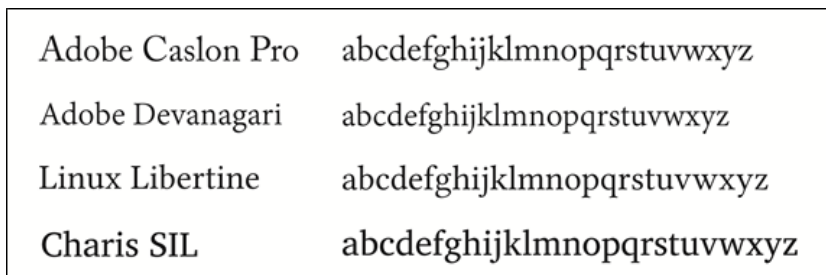 Adobe Caslon Pro abcdefghijklmnopqrstuvwxyz
Adobe Devanagari abcdefghijklmnopqrstuvwxyz
Linux Libertine abcdefghijklmnopqrstuvwxyz
Charis SIL abcdefghijklmnopqrstuvwxyz